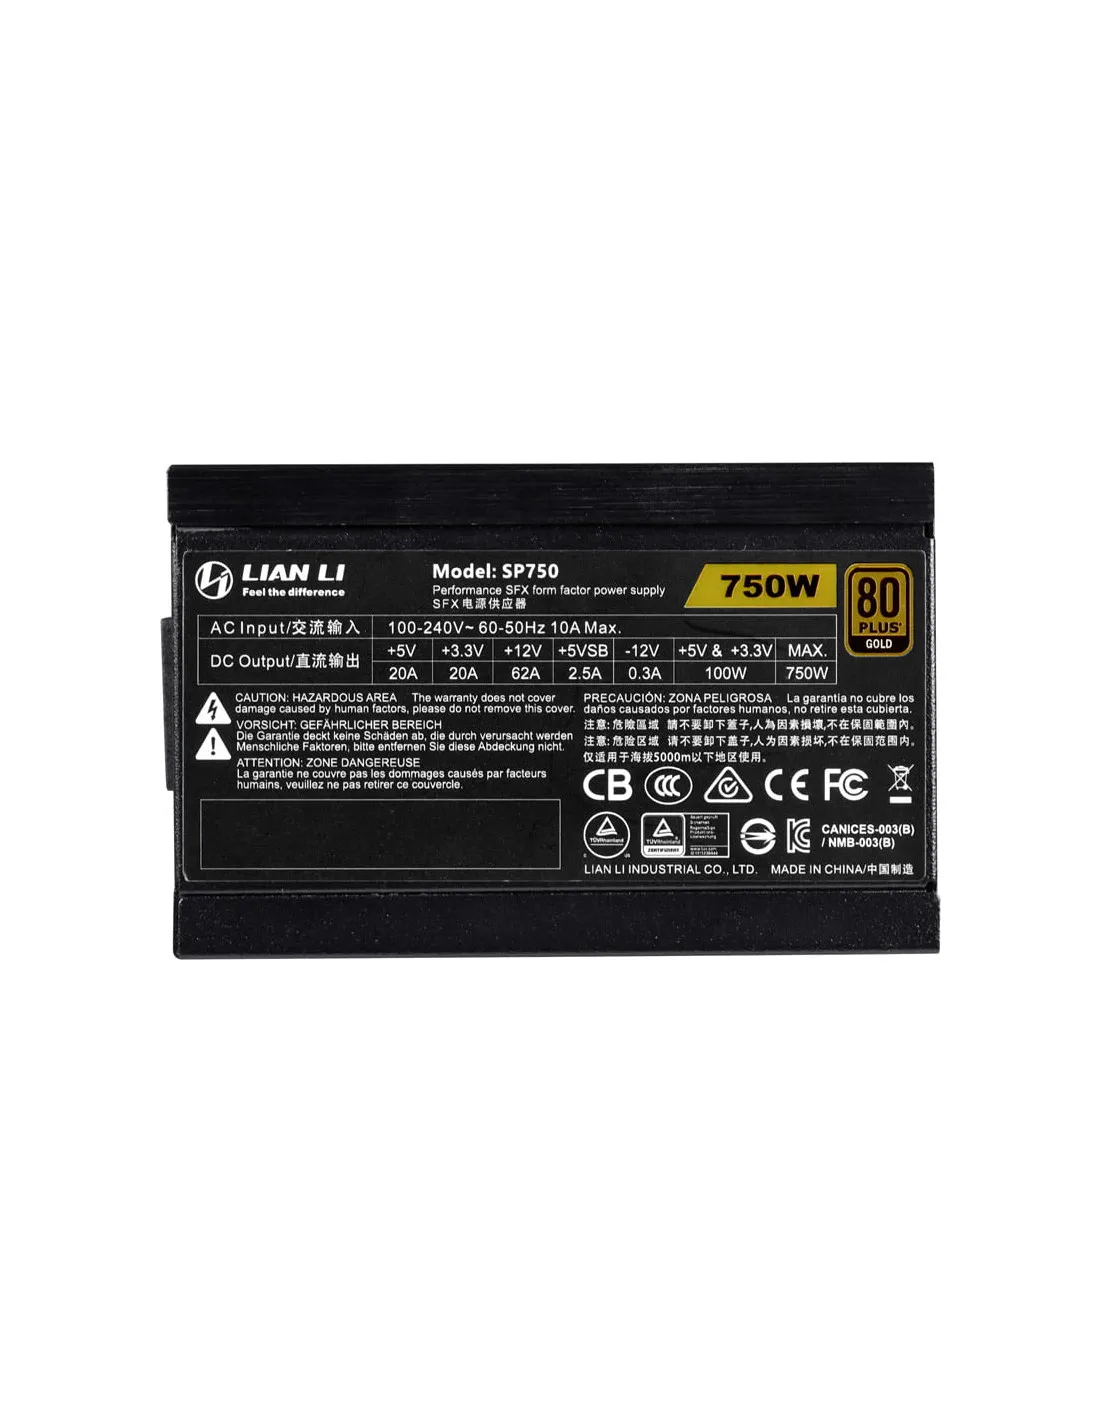 LIAN LI
Feel the difference
Model: SP750
Performance SFX form factor power supply
SFX 电源供应器
750W
80
PLUS
GOLD
AC Input/交流输入 100-240V~ 60-50Hz 10A Max.
DC Output/直流输出 +5V +3.3V +12V +5VSB -12V +5V & +3.3V MAX.
20A 20A 62A 2.5A 0.3A 100W 750W
CAUTION: HAZARDOUS AREA The warranty does not cover
damage caused by human factors, please do not remove this cover.
VORSICHT: GEFÄHRLICHER BEREICH
Die Garantie deckt keine Schäden ab, die durch verursacht werden
Menschliche Faktoren, bitte entfernen Sie diese Abdeckung nicht.
ATTENTION: ZONE DANGEREUSE
La garantie ne couvre pas les dommages causés par facteurs
humains, veuillez ne pas retirer ce couvercle.
PRECAUCIÓN: ZONA PELIGROSA La garantía no cubre los
daños causados por factores humanos, no retire esta cubierta.
注意: 危險區域 請不要卸下蓋子,人為因素損壞,不在保固範圍內。
注意: 危险区域 请不要卸下盖子,人为因素损坏,不在保固范围内。
仅适用于海拔5000m以下地区使用。
CB CCC CE FC
TÜVRheinland
C US
TÜVRheinland
ZERTIFIZIERT
CANICES-003(B)
/ NMB-003(B)
LIAN LI INDUSTRIAL CO., LTD. MADE IN CHINA/中国制造